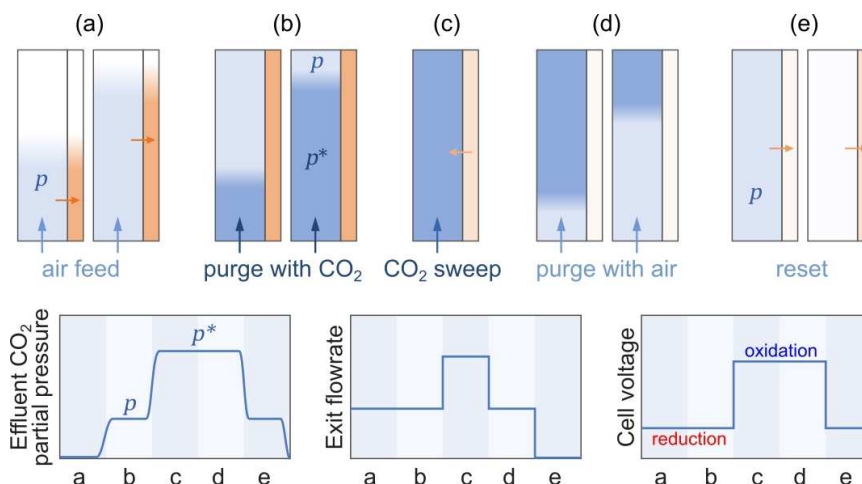 (a) (b) (c) (d) (e)
p
p
p*
p
air feed purge with CO₂ CO₂ sweep purge with air reset
Effluent CO₂
partial pressure
p
p*
a b c d e
Exit flowrate
a b c d e
Cell voltage
oxidation
reduction
a b c d e